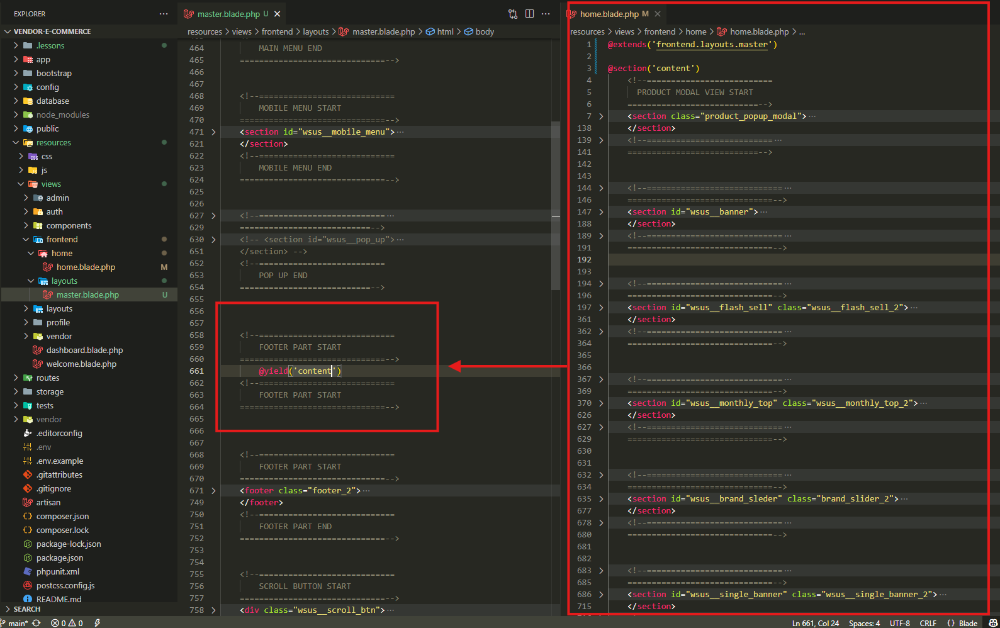 EXPLORER
VENDOR-E-COMMERCE
.lessons
app
bootstrap
config
database
node_modules
public
resources
css
js
views
admin
auth
components
frontend
home
home.blade.php M
layouts
master.blade.php U
layouts
profile
vendor
dashboard.blade.php
welcome.blade.php
routes
storage
tests
vendor
.editorconfig
.env
.env.example
.gitattributes
.gitignore
artisan
composer.json
composer.lock
package-lock.json
package.json
phpunit.xml
postcss.config.js
README.md
SEARCH
master.blade.php U
resources > views > frontend > layouts > master.blade.php > html > body
464 MAIN MENU END
465 ==============================-->
466
467
468 <!--============================
469 MOBILE MENU START
470 ==============================-->
471 <section id="wsus__mobile_menu">···
621 </section>
622 <!--============================
623 MOBILE MENU END
624 ==============================-->
625
626
627 <!--==========================···
629 ===========================-->
630 <!-- <section id="wsus__pop_up">···
651 </section> -->
652 <!--==========================
653 POP UP END
654 ===========================-->
655
656
657
658 <!--============================
659 FOOTER PART START
660 ==============================-->
661 @yield('content')
662 <!--============================
663 FOOTER PART START
664 ==============================-->
665
666
667
668 <!--============================
669 FOOTER PART START
670 ==============================-->
671 <footer class="footer_2">···
749 </footer>
750 <!--============================
751 FOOTER PART END
752 ==============================-->
753
754
755 <!--============================
756 SCROLL BUTTON START
757 ==============================-->
758 <div class="wsus__scroll_btn">···
home.blade.php M
resources > views > frontend > home > home.blade.php > ...
1 @extends('frontend.layouts.master')
2
3 @section('content')
4 <!--==========================
5 PRODUCT MODAL VIEW START
6 ===========================-->
7 <section class="product_popup_modal">···
138 </section>
139 <!--==========================···
141 ===========================-->
142
143
144 <!--============================···
146 ==============================-->
147 <section id="wsus__banner">···
188 </section>
189 <!--============================···
191 ==============================-->
192
193
194 <!--============================···
196 ==============================-->
197 <section id="wsus__flash_sell" class="wsus__flash_sell_2">···
361 </section>
362 <!--============================···
364 ==============================-->
365
366
367 <!--============================···
369 ==============================-->
370 <section id="wsus__monthly_top" class="wsus__monthly_top_2">···
626 </section>
627 <!--============================···
629 ==============================-->
630
631
632 <!--============================···
634 ==============================-->
635 <section id="wsus__brand_sleder" class="brand_slider_2">···
677 </section>
678 <!--============================···
680 ==============================-->
681
682
683 <!--============================···
685 ==============================-->
686 <section id="wsus__single_banner" class="wsus__single_banner_2">···
715 </section>
main* 0 0
Ln 661, Col 24 Spaces: 4 UTF-8 CRLF {} Blade